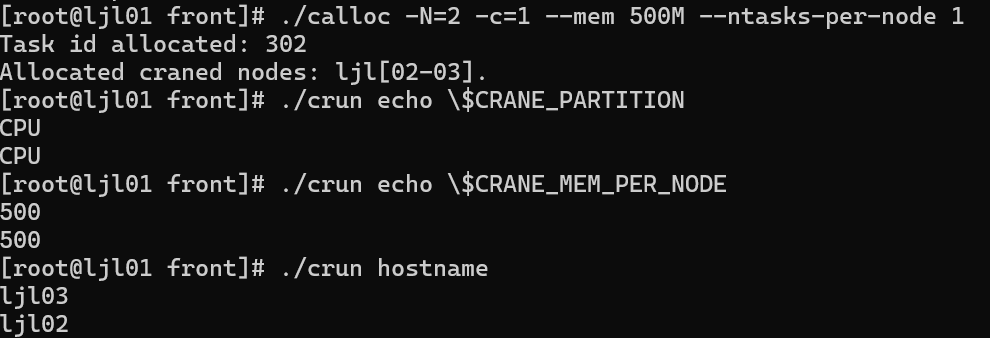 [root@ljl01 front]# ./calloc -N=2 -c=1 --mem 500M --ntasks-per-node 1
Task id allocated: 302
Allocated craned nodes: ljl[02-03].
[root@ljl01 front]# ./crun echo \$CRANE_PARTITION
CPU
CPU
[root@ljl01 front]# ./crun echo \$CRANE_MEM_PER_NODE
500
500
[root@ljl01 front]# ./crun hostname
ljl03
ljl02